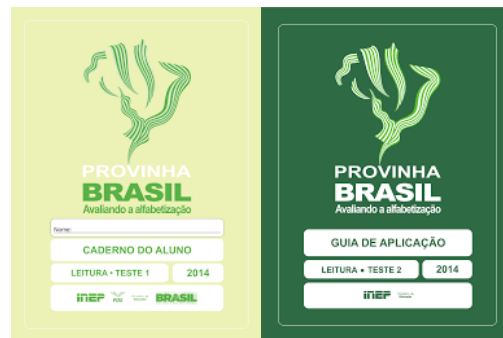 PROVINHA
BRASIL
Avaliando a alfabetização
Nome:
CADERNO DO ALUNO
LEITURA • TESTE 1
2014
INEP
BRASIL
PROVINHA
BRASIL
Avaliando a alfabetização
GUIA DE APLICAÇÃO
LEITURA • TESTE 2
2014
INEP